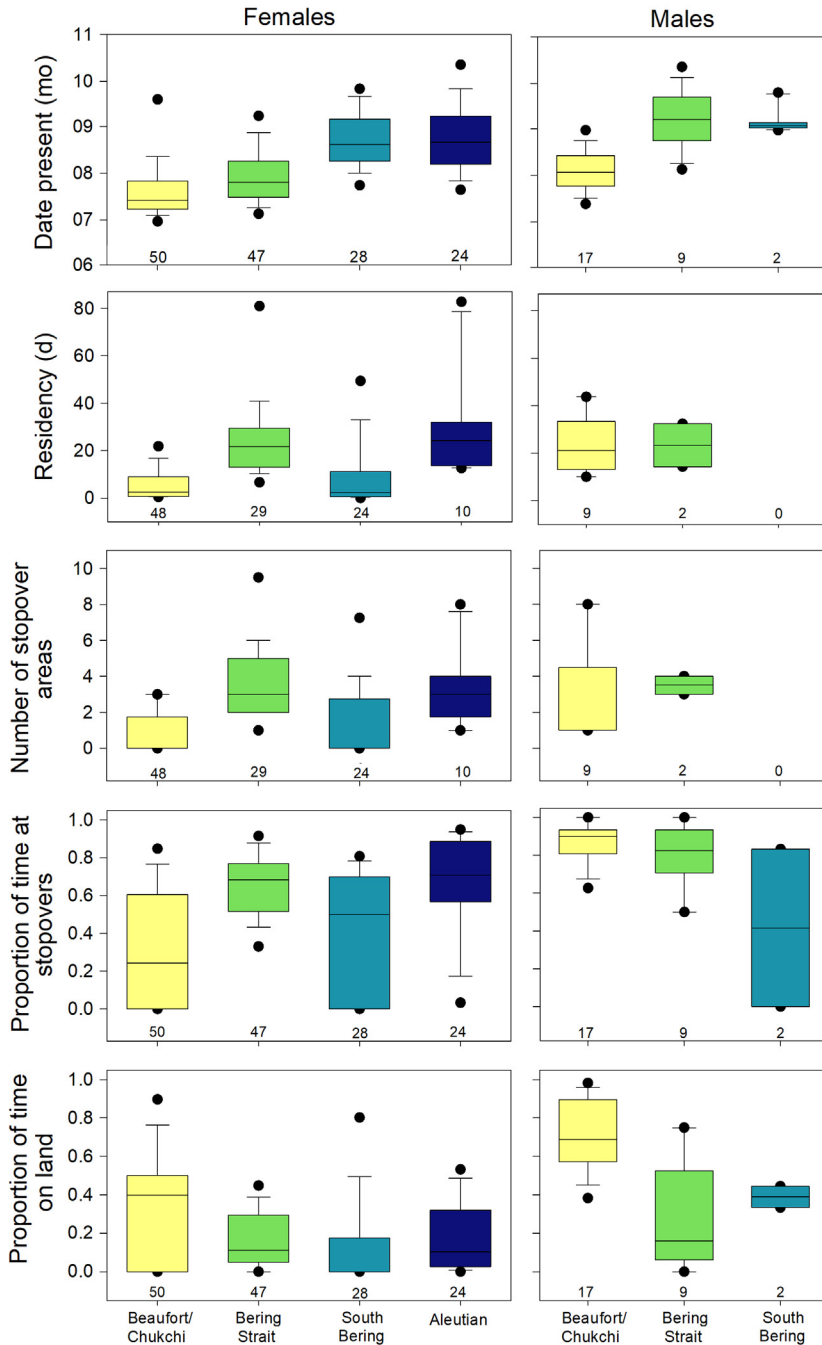 Females
Males
Date present (mo)
11
10
09
08
07
06
50 47 28 24
17 9 2
Residency (d)
80
60
40
20
0
48 29 24 10
9 2 0
Number of stopover
areas
10
8
6
4
2
0
48 29 24 10
9 2 0
Proportion of time at
stopovers
1.0
0.8
0.6
0.4
0.2
0.0
50 47 28 24
17 9 2
Proportion of time
on land
1.0
0.8
0.6
0.4
0.2
0.0
50 47 28 24
17 9 2
Beaufort/
Chukchi
Bering
Strait
South
Bering
Aleutian
Beaufort/
Chukchi
Bering
Strait
South
Bering